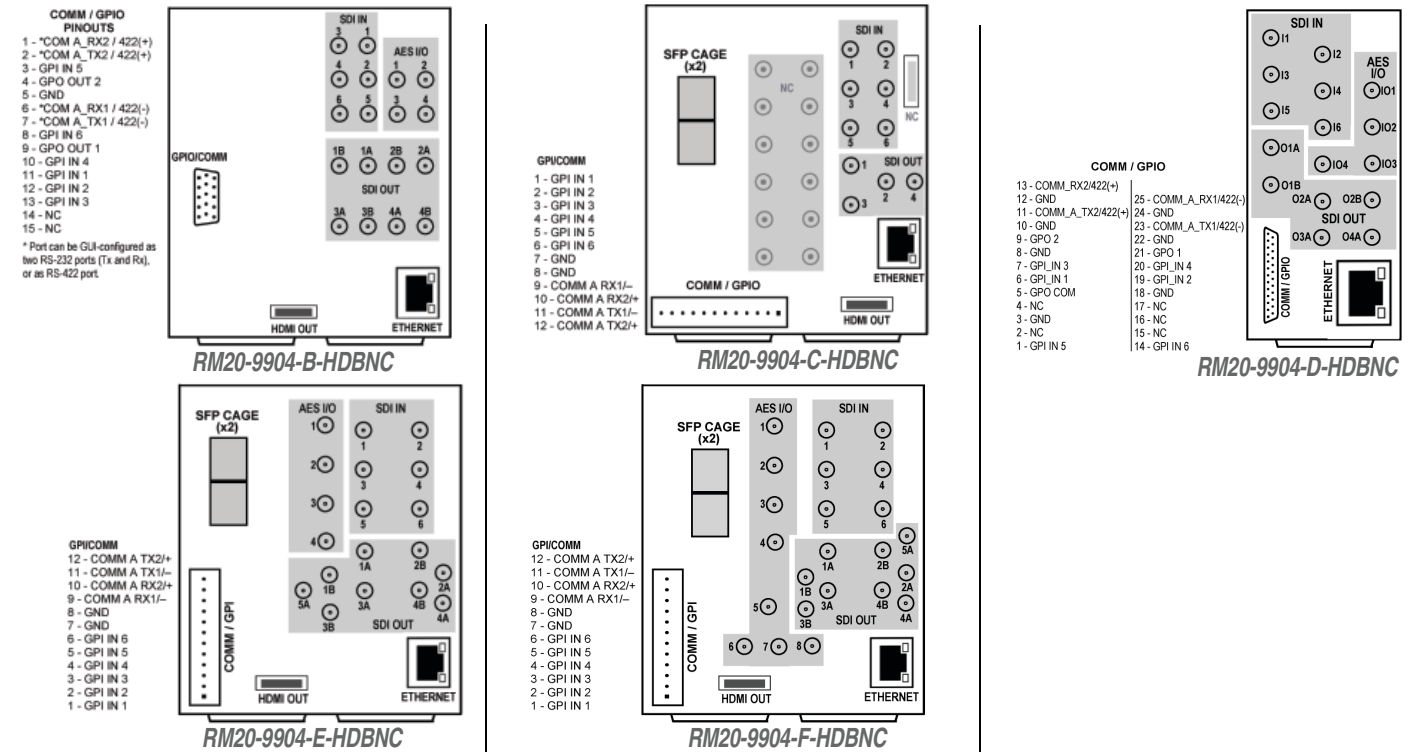 COMM / GPIO
PINOUTS
1 - *COM A_RX2 / 422(+)
2 - *COM A_TX2 / 422(+)
3 - GPI IN 5
4 - GPO OUT 2
5 - GND
6 - *COM A_RX1 / 422(-)
7 - *COM A_TX1 / 422(-)
8 - GPI IN 6
9 - GPO OUT 1
10 - GPI IN 4
11 - GPI IN 1
12 - GPI IN 2
13 - GPI IN 3
14 - NC
15 - NC
* Port can be GUI-configured as
two RS-232 ports (Tx and Rx),
or as RS-422 port.
GPIO/COMM
SDI IN
3 1
4 2
6 5
AES I/O
1 2
3 4
1B 1A 2B 2A
SDI OUT
3A 3B 4A 4B
HDMI OUT
ETHERNET
RM20-9904-B-HDBNC
SFP CAGE
(x2)
NC
SDI IN
1 2
3 4
5 6
NC
1 SDI OUT
2 4
3
ETHERNET
GPI/COMM
1 - GPI IN 1
2 - GPI IN 2
3 - GPI IN 3
4 - GPI IN 4
5 - GPI IN 5
6 - GPI IN 6
7 - GND
8 - GND
9 - COMM A RX1/–
10 - COMM A RX2/+
11 - COMM A TX1/–
12 - COMM A TX2/+
COMM / GPIO
HDMI OUT
RM20-9904-C-HDBNC
SDI IN
I1
I2
I3
I4
I5
I6
AES
I/O
IO1
IO2
IO3
IO4
O1A
O1B
O2A O2B
SDI OUT
O3A O4A
COMM / GPIO
ETHERNET
COMM / GPIO
13 - COMM_RX2/422(+)
12 - GND
11 - COMM_A_TX2/422(+)
10 - GND
9 - GPO 2
8 - GND
7 - GPI_IN 3
6 - GPI_IN 1
5 - GPO COM
4 - NC
3 - GND
2 - NC
1 - GPI IN 5
25 - COMM_A_RX1/422(-)
24 - GND
23 - COMM_A_TX1/422(-)
22 - GND
21 - GPO 1
20 - GPI_IN 4
19 - GPI_IN 2
18 - GND
17 - NC
16 - NC
15 - NC
14 - GPI IN 6
RM20-9904-D-HDBNC
SFP CAGE
(x2)
AES I/O
1
2
3
4
SDI IN
1 2
3 4
5 6
1A 2B
5A 1B 3A 4B 2A
3B 4A
SDI OUT
GPI/COMM
12 - COMM A TX2/+
11 - COMM A TX1/–
10 - COMM A RX2/+
9 - COMM A RX1/–
8 - GND
7 - GND
6 - GPI IN 6
5 - GPI IN 5
4 - GPI IN 4
3 - GPI IN 3
2 - GPI IN 2
1 - GPI IN 1
COMM / GPI
HDMI OUT
ETHERNET
RM20-9904-E-HDBNC
SFP CAGE
(x2)
AES I/O
1
2
3
4
5
6 7 8
SDI IN
1 2
3 4
5 6
5A
1A 2B
1B 3A 4B 2A
3B 4A
SDI OUT
GPI/COMM
12 - COMM A TX2/+
11 - COMM A TX1/–
10 - COMM A RX2/+
9 - COMM A RX1/–
8 - GND
7 - GND
6 - GPI IN 6
5 - GPI IN 5
4 - GPI IN 4
3 - GPI IN 3
2 - GPI IN 2
1 - GPI IN 1
COMM / GPI
HDMI OUT
ETHERNET
RM20-9904-F-HDBNC